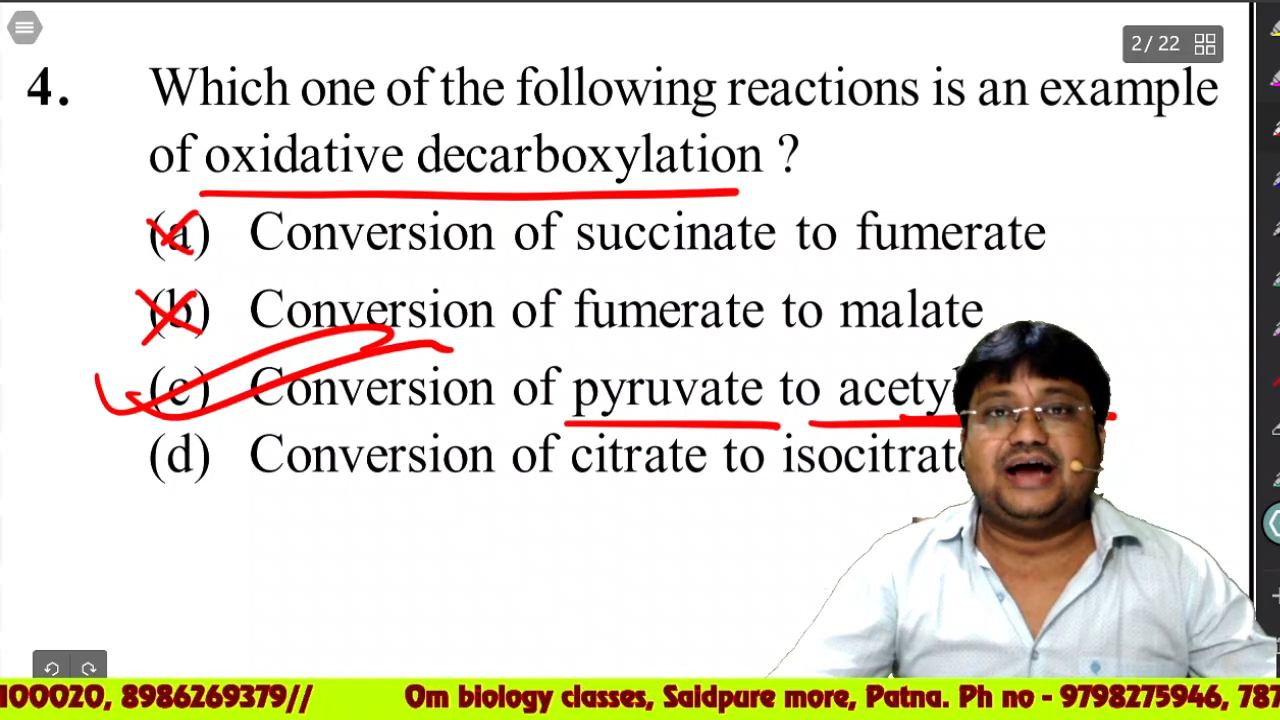 2/ 22
4. Which one of the following reactions is an example
of oxidative decarboxylation ?
(a) Conversion of succinate to fumerate
(b) Conversion of fumerate to malate
(c) Conversion of pyruvate to
(d) Conversion of citrate to
100020, 8986269379// Om biology classes, Saidpure more, Patna. Ph no - 9798275946, 787